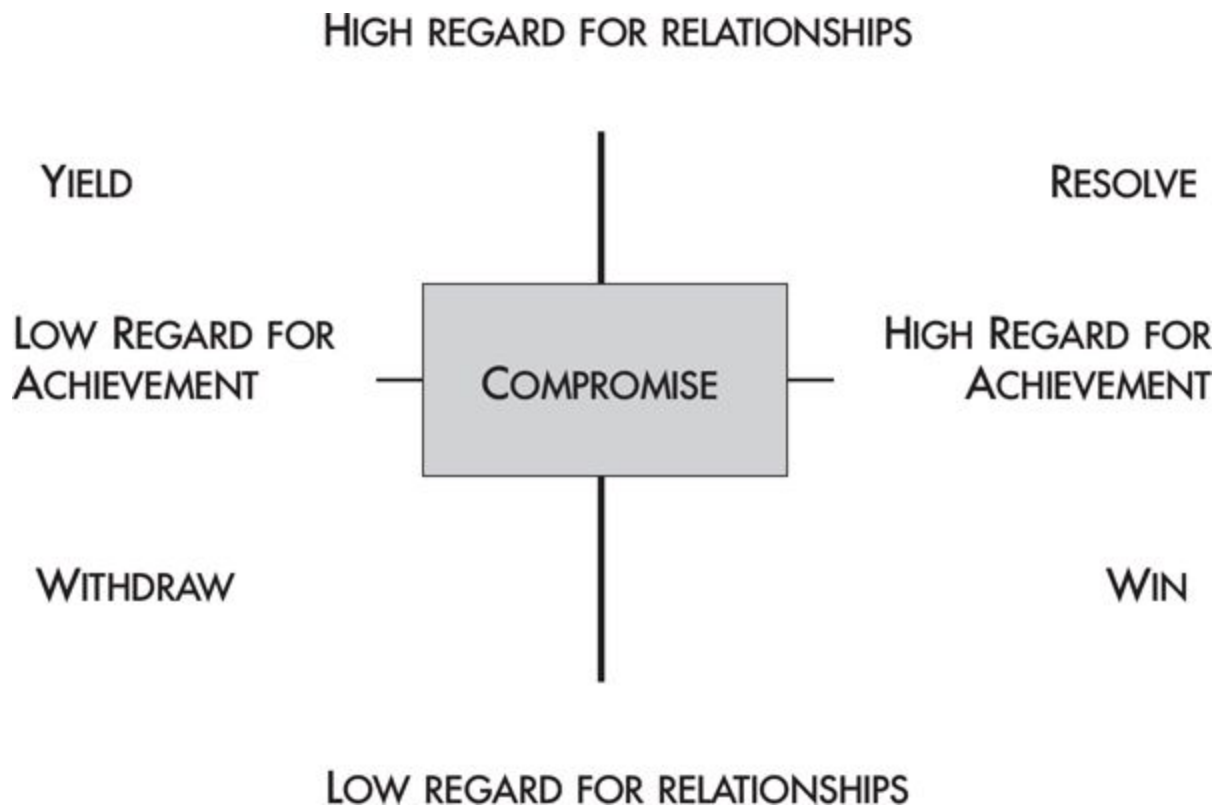 HIGH REGARD FOR RELATIONSHIPS
YIELD
RESOLVE
LOW REGARD FOR
ACHIEVEMENT
COMPROMISE
HIGH REGARD FOR
ACHIEVEMENT
WITHDRAW
WIN
LOW REGARD FOR RELATIONSHIPS